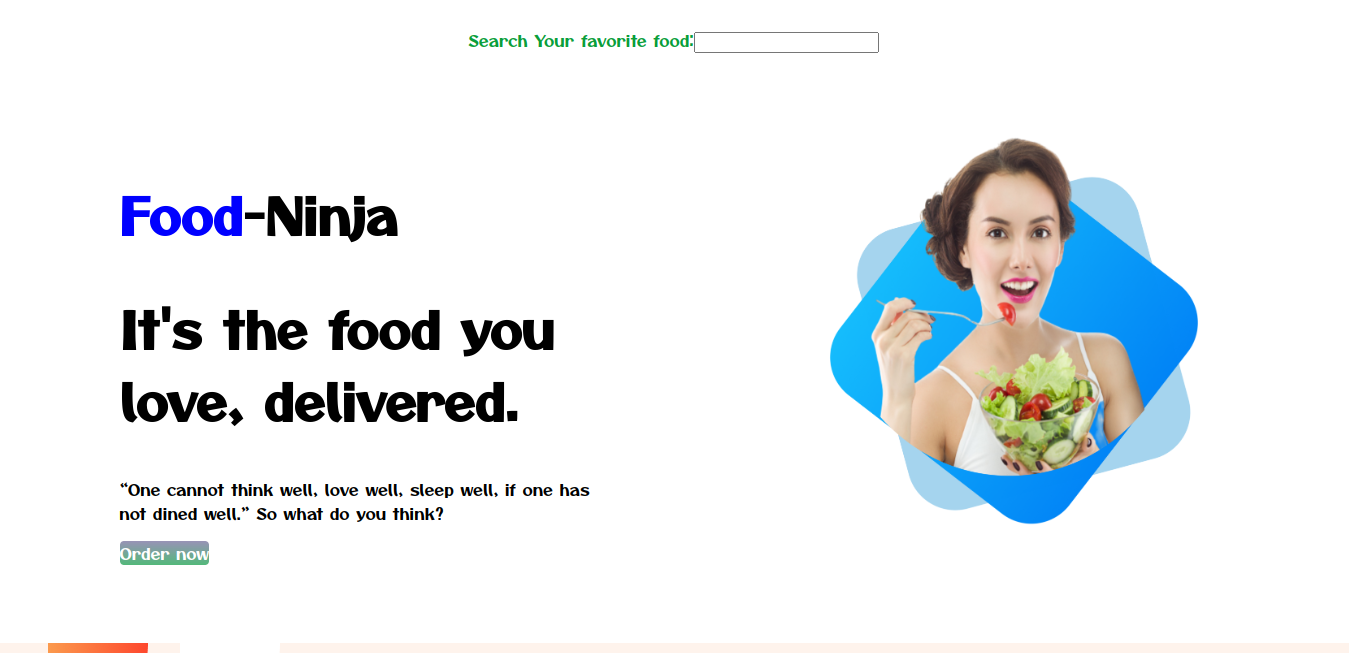 Search Your favorite food:
Food-Ninja
It's the food you
love, delivered.
“One cannot think well, love well, sleep well, if one has
not dined well.” So what do you think?
Order now